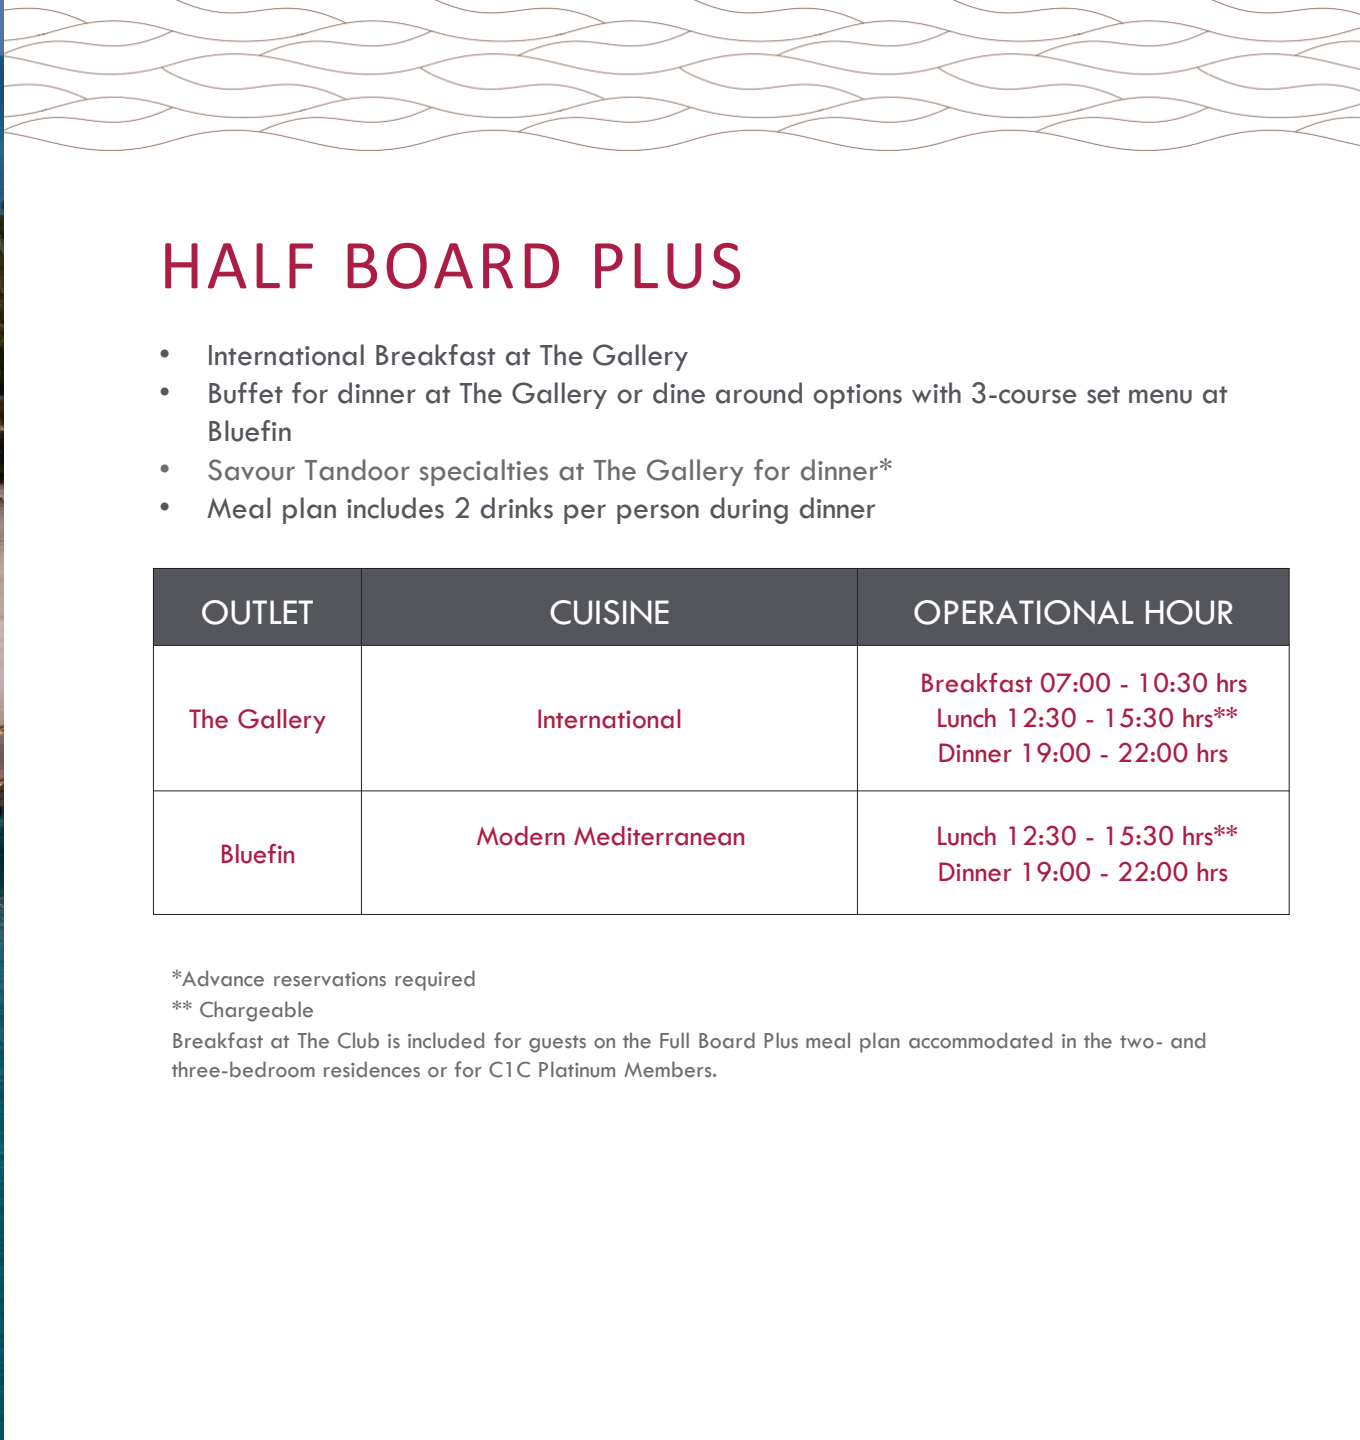 HALF BOARD PLUS
• International Breakfast at The Gallery
• Buffet for dinner at The Gallery or dine around options with 3-course set menu at
Bluefin
• Savour Tandoor specialties at The Gallery for dinner*
• Meal plan includes 2 drinks per person during dinner
OUTLET CUISINE OPERATIONAL HOUR
The Gallery International Breakfast 07:00 - 10:30 hrs
Lunch 12:30 - 15:30 hrs**
Dinner 19:00 - 22:00 hrs
Bluefin Modern Mediterranean Lunch 12:30 - 15:30 hrs**
Dinner 19:00 - 22:00 hrs
*Advance reservations required
** Chargeable
Breakfast at The Club is included for guests on the Full Board Plus meal plan accommodated in the two- and
three-bedroom residences or for C1C Platinum Members.